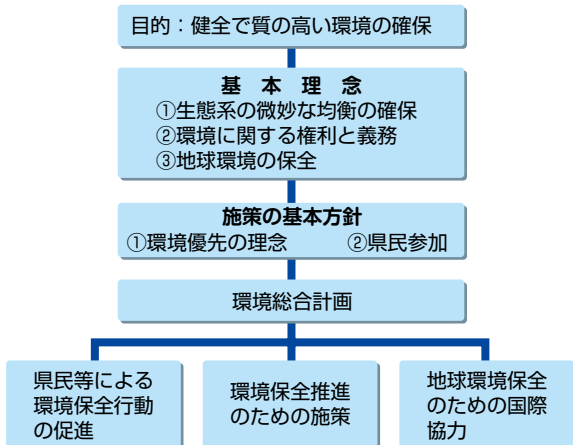 目的：健全で質の高い環境の確保
基　本　理　念
①生態系の微妙な均衡の確保
②環境に関する権利と義務
③地球環境の保全
施策の基本方針
①環境優先の理念　　②県民参加
環境総合計画
県民等による
環境保全行動
の促進
環境保全推進
のための施策
地球環境保全
のための国際
協力